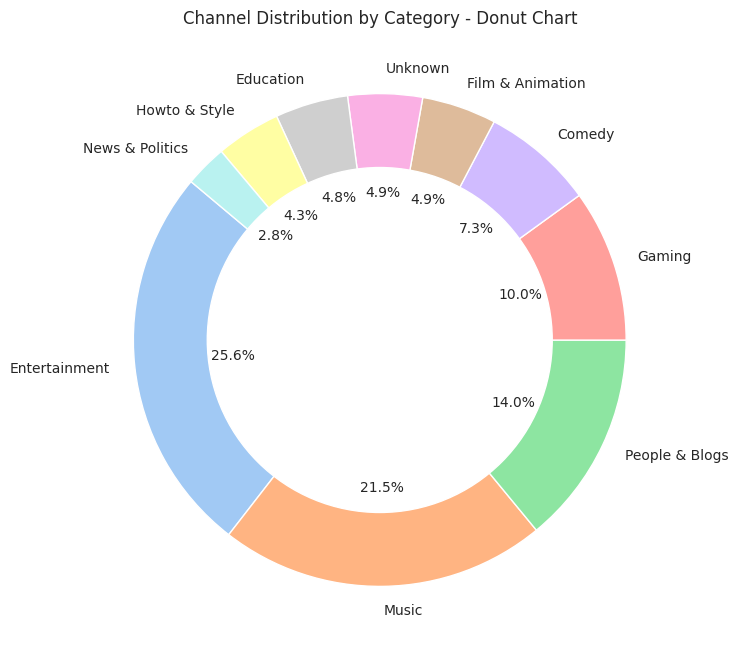 Channel Distribution by Category - Donut Chart
Unknown
Education
Film & Animation
Howto & Style
Comedy
News & Politics
4.9%
4.8%
4.9%
4.3%
7.3%
2.8%
Gaming
10.0%
25.6%
Entertainment
14.0%
People & Blogs
21.5%
Music